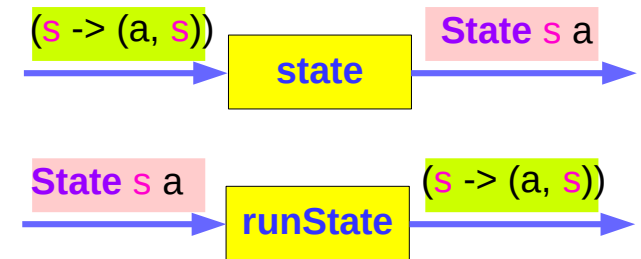 (s -> (a, s))
State s a
state
State s a
(s -> (a, s))
runState